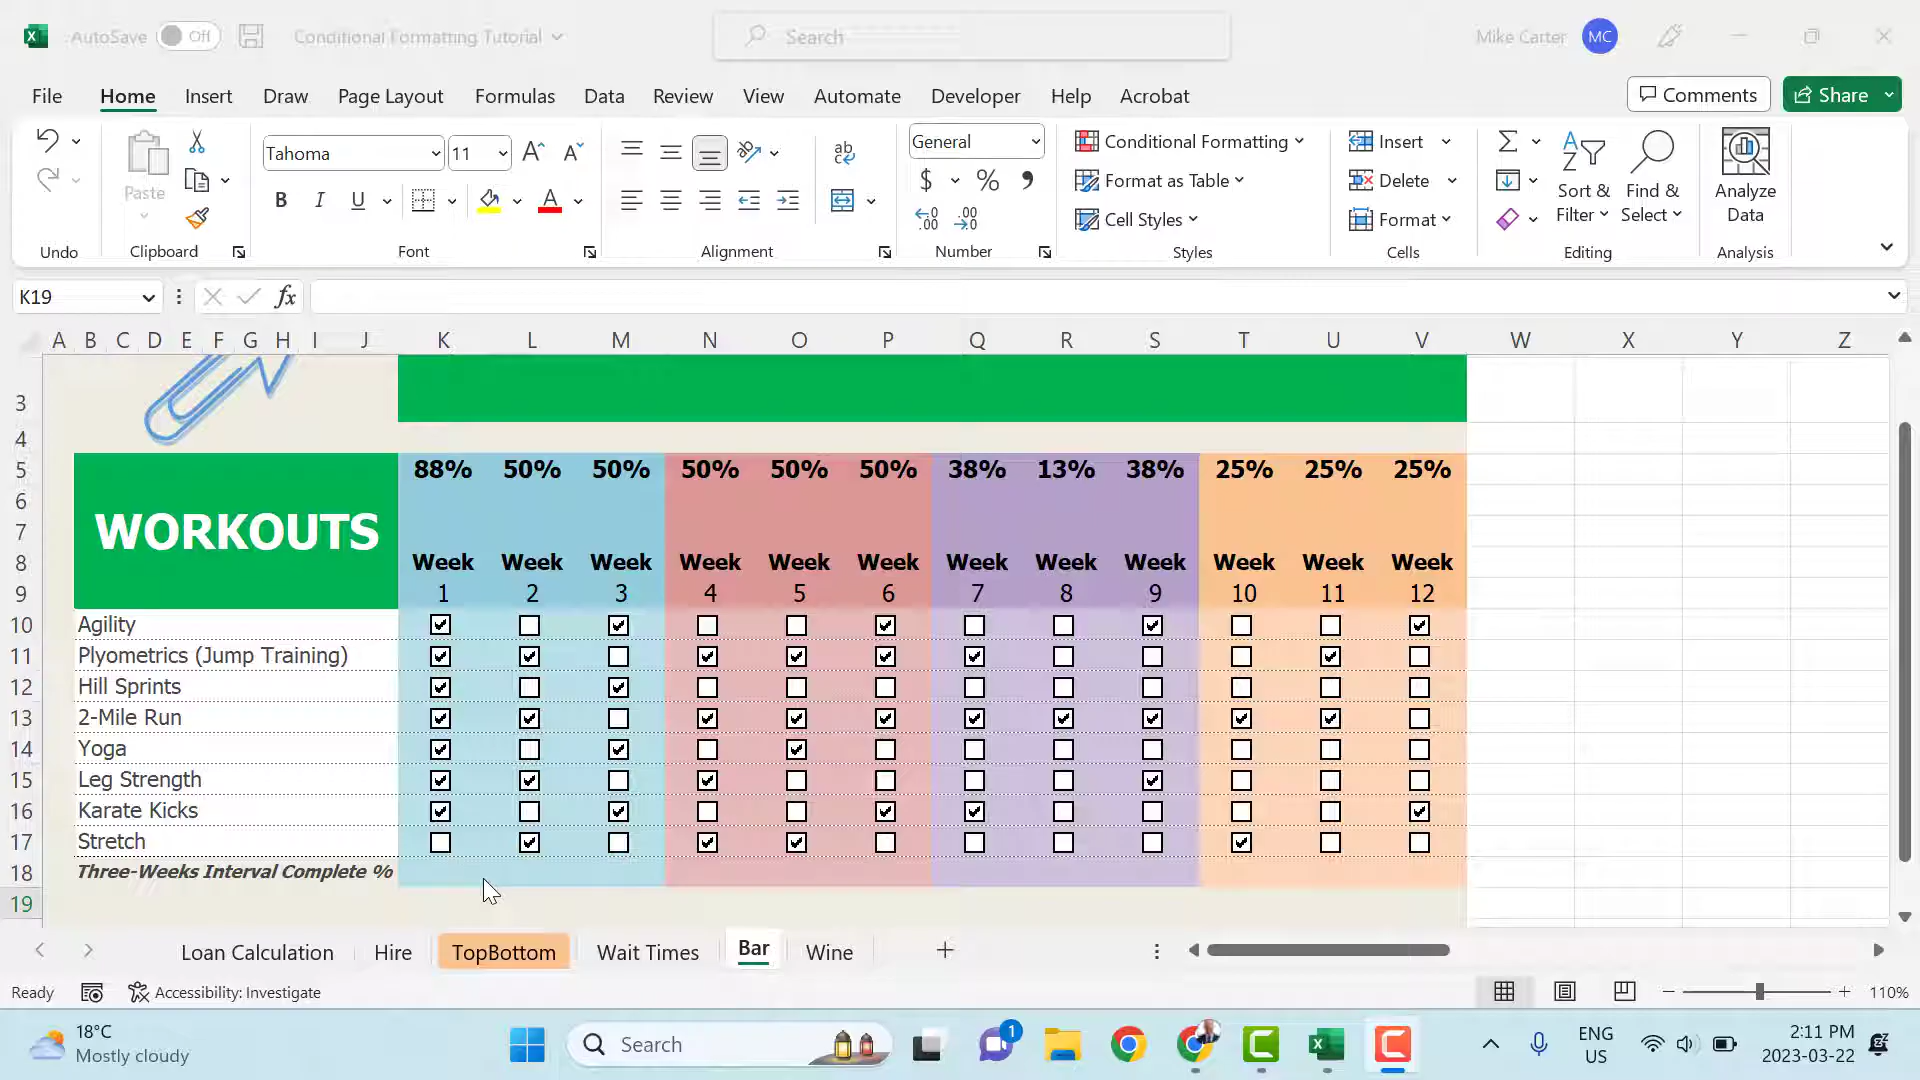 AutoSave Off Conditional Formatting Tutorial Search Mike Carter MC
File Home Insert Draw Page Layout Formulas Data Review View Automate Developer Help Acrobat Comments Share
Paste Tahoma 11 B I U ab General $ % Conditional Formatting Format as Table Cell Styles Insert Delete Format Sort & Filter Find & Select Analyze Data
Undo Clipboard Font Alignment Number Styles Cells Editing Analysis
K19 fx
A B C D E F G H I J K L M N O P Q R S T U V W X Y Z
3
4
5 88% 50% 50% 50% 50% 50% 38% 13% 38% 25% 25% 25%
6
7 WORKOUTS
8 Week Week Week Week Week Week Week Week Week Week Week Week
9 1 2 3 4 5 6 7 8 9 10 11 12
10 Agility
11 Plyometrics (Jump Training)
12 Hill Sprints
13 2-Mile Run
14 Yoga
15 Leg Strength
16 Karate Kicks
17 Stretch
18 Three-Weeks Interval Complete %
19
Loan Calculation Hire TopBottom Wait Times Bar Wine
Ready Accessibility: Investigate 110%
18°C
Mostly cloudy
Search 1 ENG
US 2:11 PM
2023-03-22